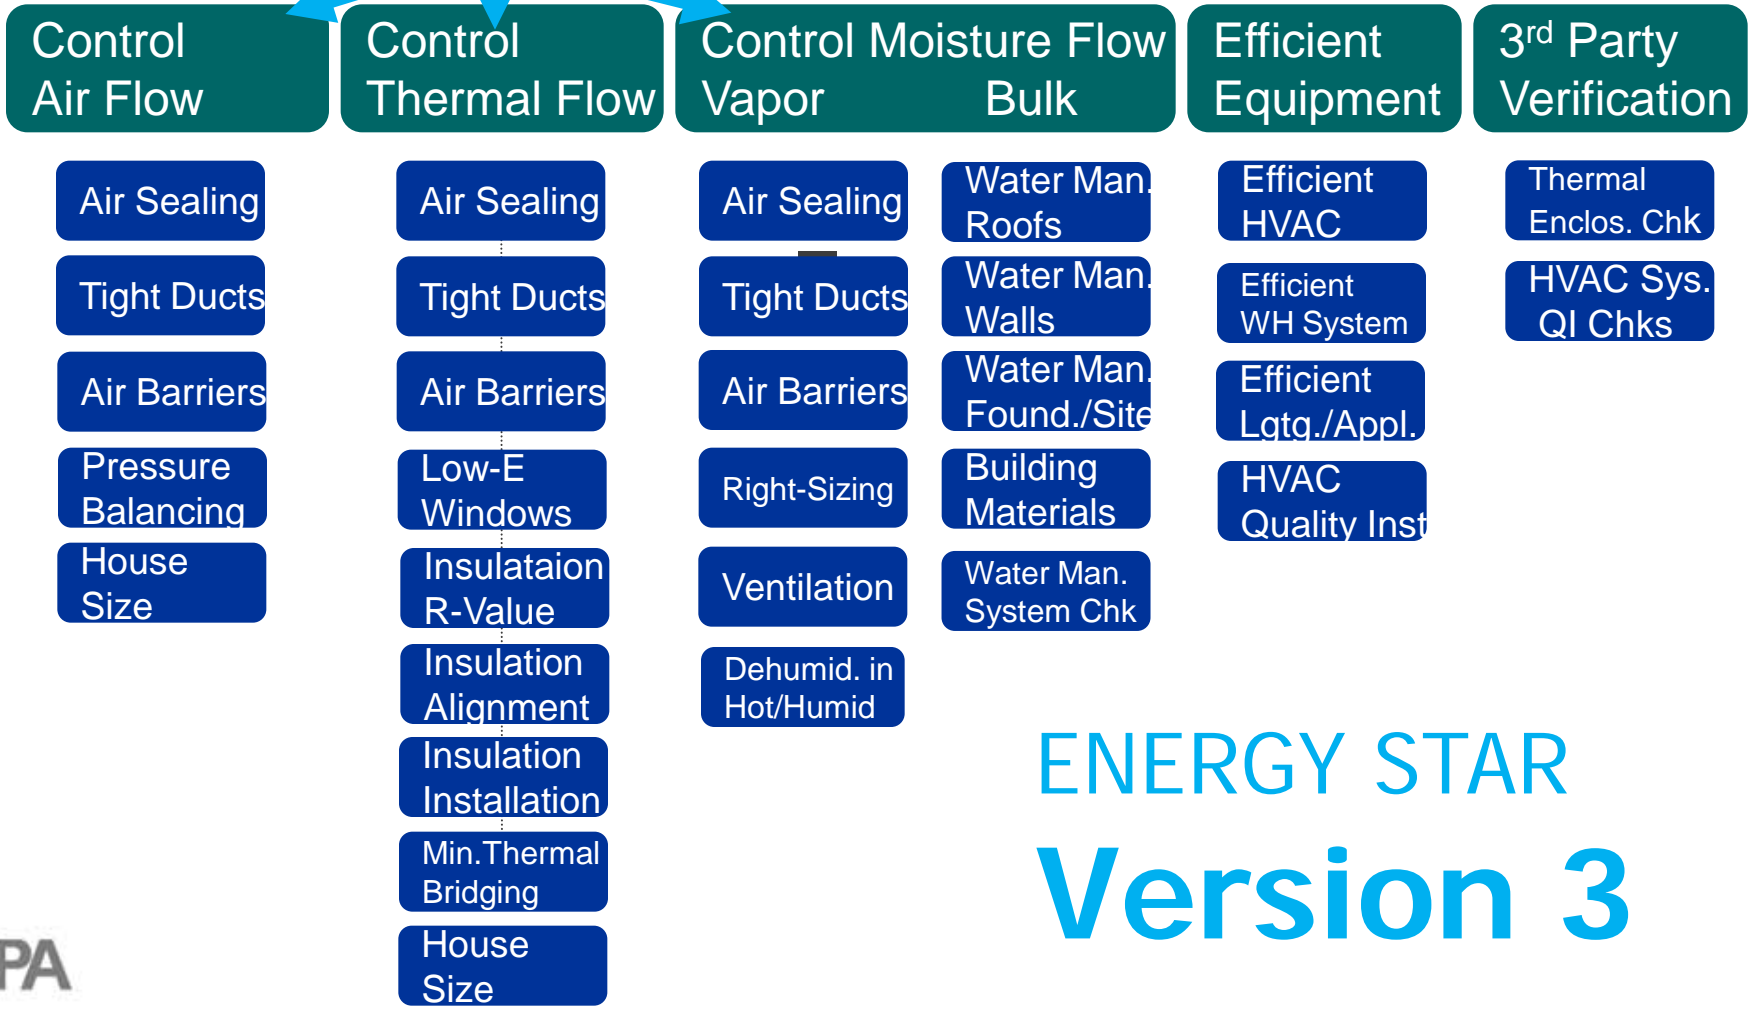 Control
Air Flow
Control
Thermal Flow
Control Moisture Flow
Vapor Bulk
Efficient
Equipment
3rd Party
Verification
Air Sealing
Tight Ducts
Air Barriers
Pressure
Balancing
House
Size
Air Sealing
Tight Ducts
Air Barriers
Low-E
Windows
Insulataion
R-Value
Insulation
Alignment
Insulation
Installation
Min.Thermal
Bridging
House
Size
Air Sealing
Tight Ducts
Air Barriers
Right-Sizing
Ventilation
Dehumid. in
Hot/Humid
Water Man.
Roofs
Water Man.
Walls
Water Man.
Found./Site
Building
Materials
Water Man.
System Chk
Efficient
HVAC
Efficient
WH System
Efficient
Lgtg./Appl.
HVAC
Quality Inst
Thermal
Enclos. Chk
HVAC Sys.
QI Chks
ENERGY STAR
Version 3
PA